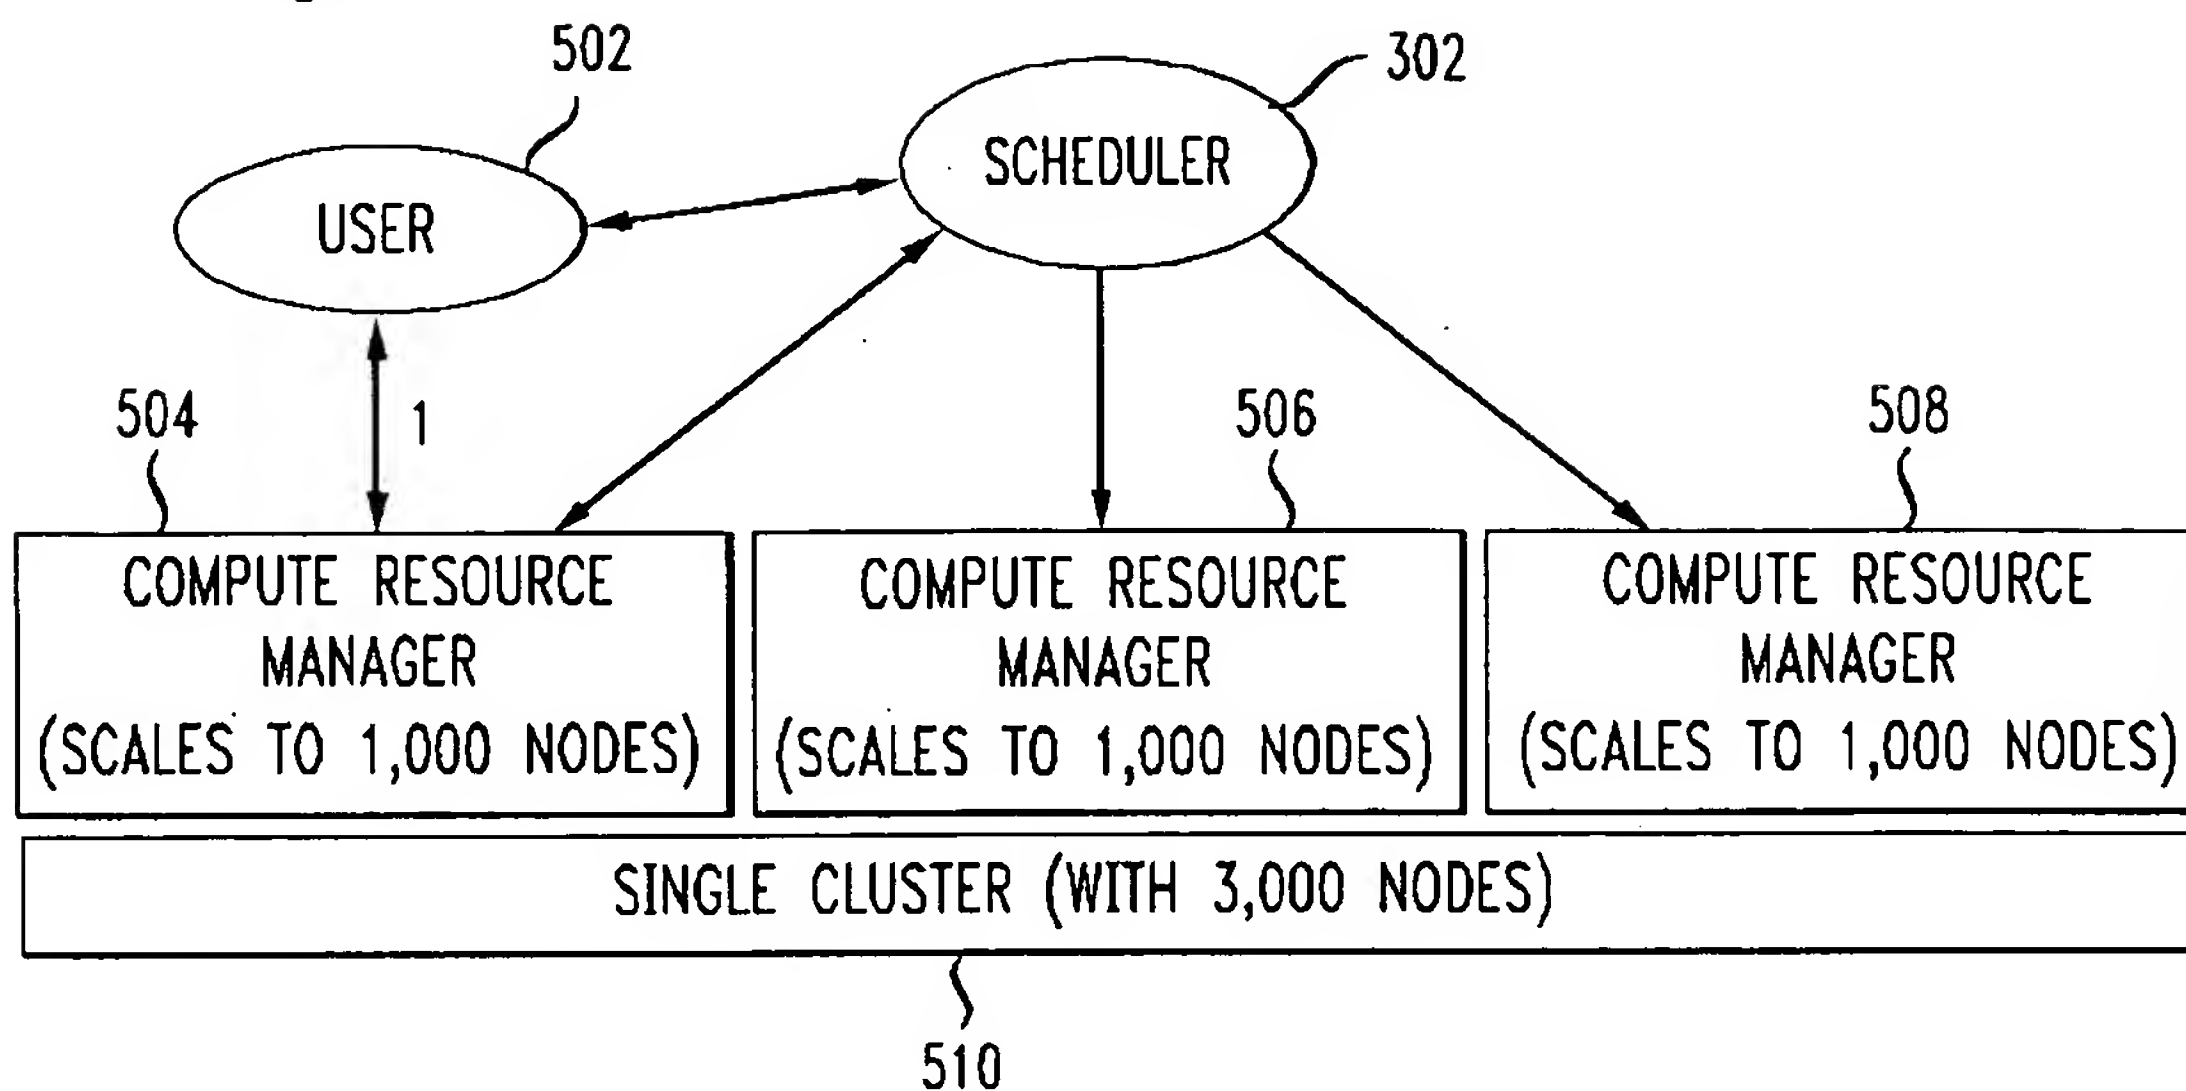 502
302
SCHEDULER
USER
504
1
506
508
COMPUTE RESOURCE
MANAGER
(SCALES TO 1,000 NODES)
COMPUTE RESOURCE
MANAGER
(SCALES TO 1,000 NODES)
COMPUTE RESOURCE
MANAGER
(SCALES TO 1,000 NODES)
SINGLE CLUSTER (WITH 3,000 NODES)
510